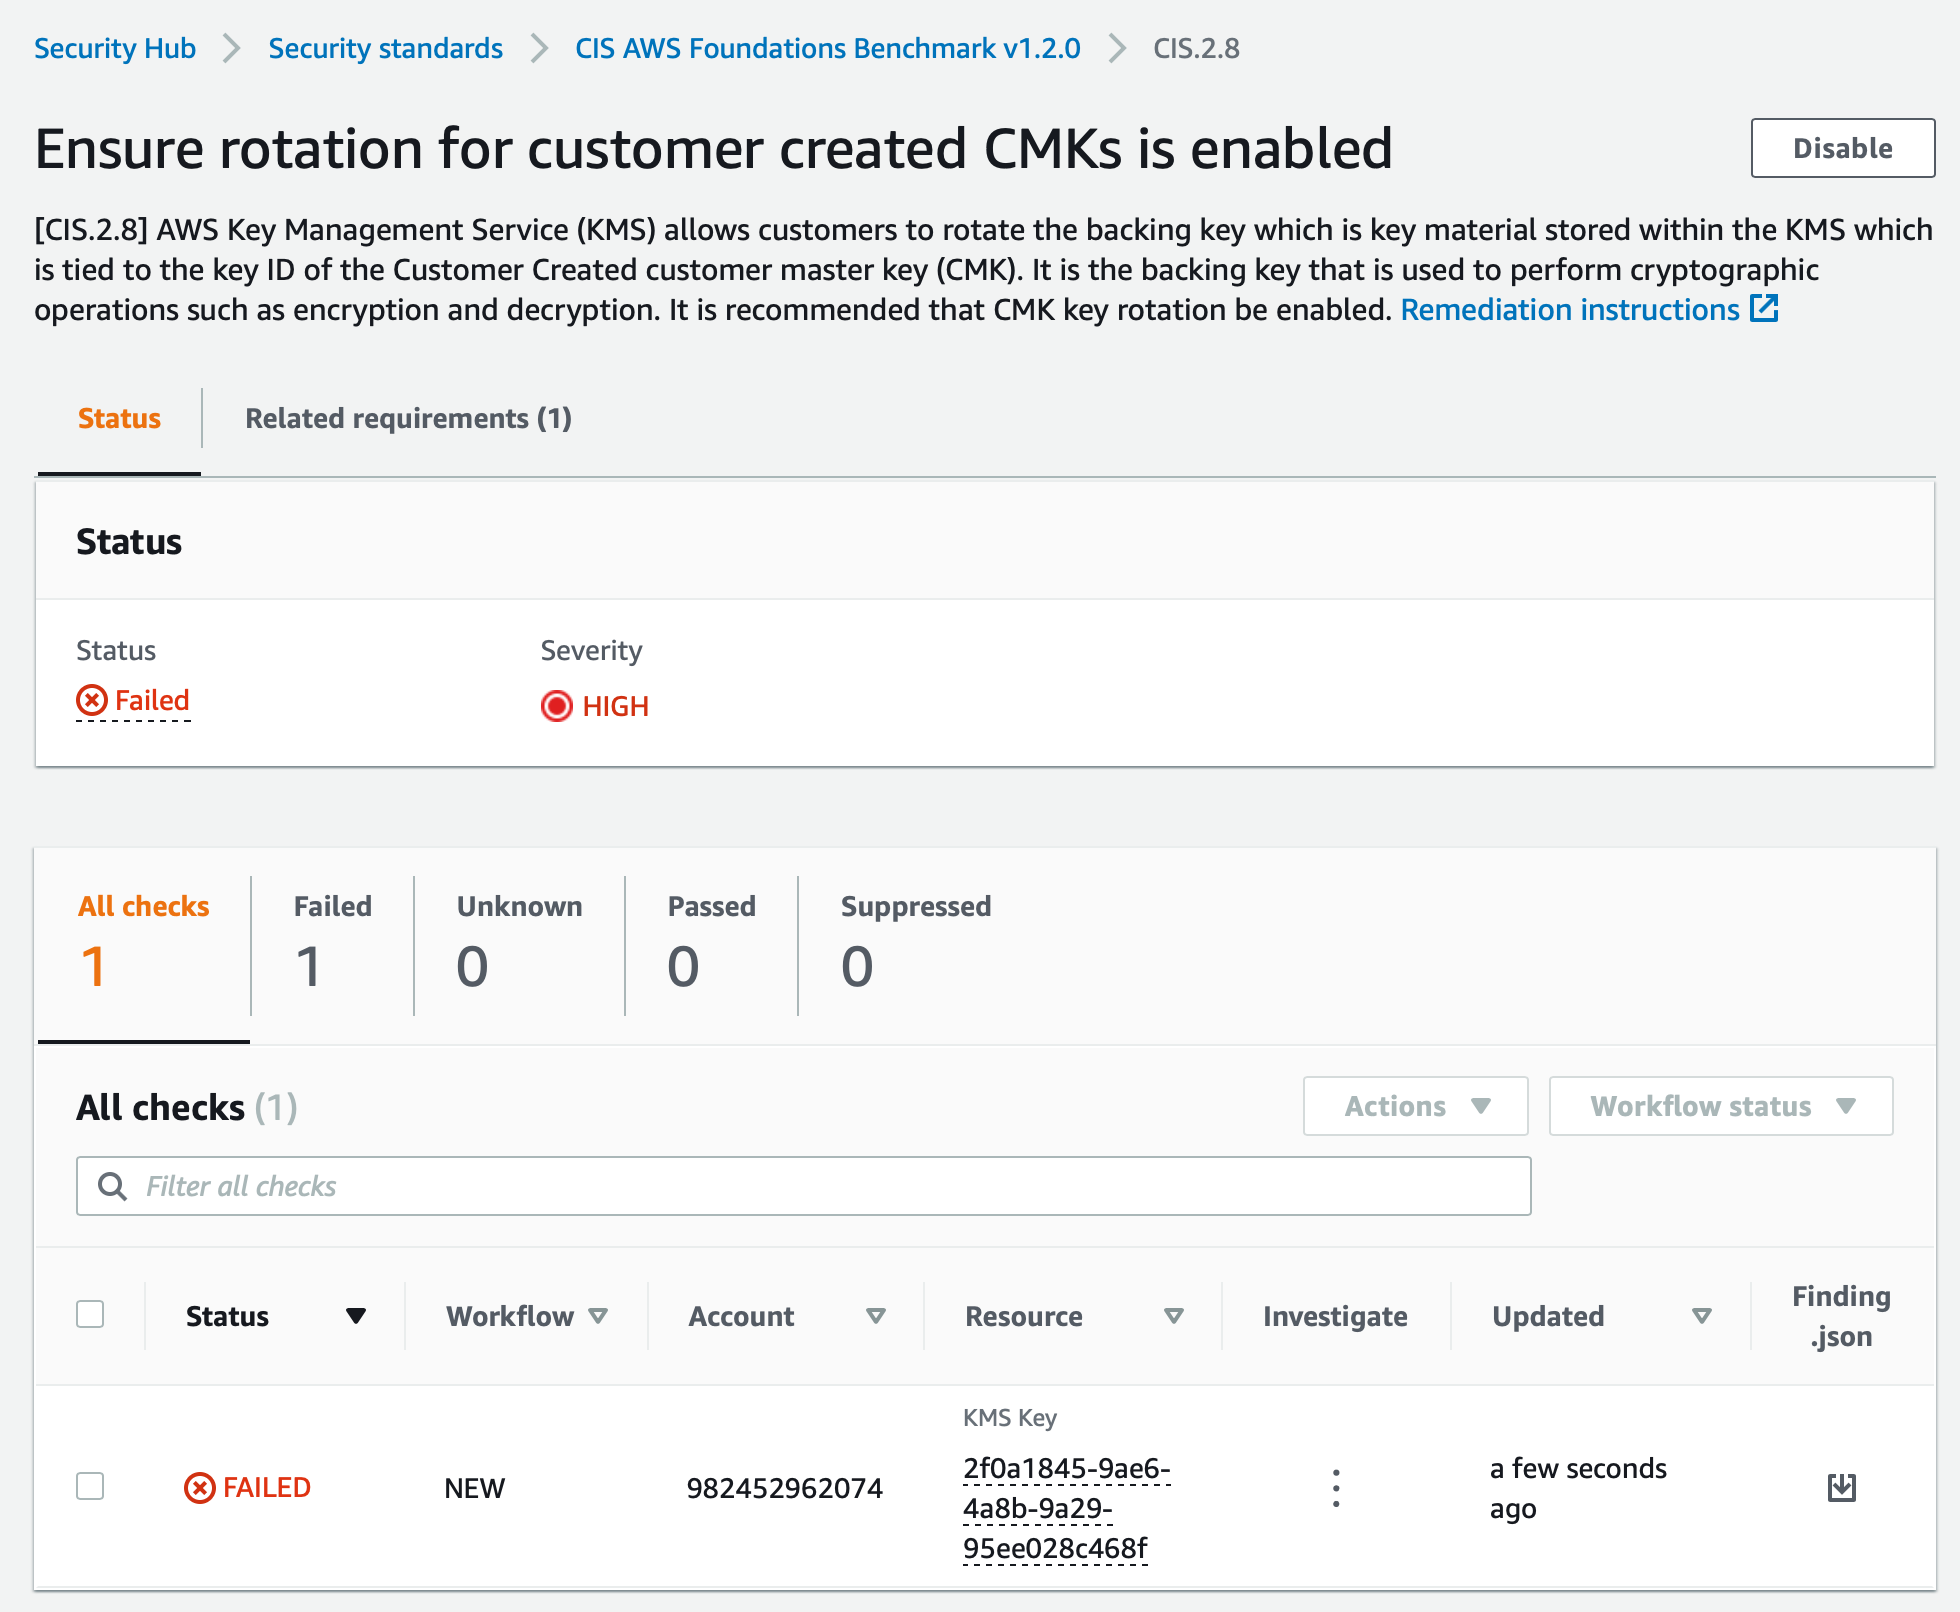 Security Hub > Security standards > CIS AWS Foundations Benchmark v1.2.0 > CIS.2.8
Ensure rotation for customer created CMKs is enabled
Disable
[CIS.2.8] AWS Key Management Service (KMS) allows customers to rotate the backing key which is key material stored within the KMS which
is tied to the key ID of the Customer Created customer master key (CMK). It is the backing key that is used to perform cryptographic
operations such as encryption and decryption. It is recommended that CMK key rotation be enabled. Remediation instructions
Status
Related requirements (1)
Status
Status
Severity
Failed
HIGH
All checks
Failed
Unknown
Passed
Suppressed
1
1
0
0
0
All checks (1)
Actions
Workflow status
Filter all checks
Status
Workflow
Account
Resource
Investigate
Updated
Finding
.json
FAILED
NEW
982452962074
KMS Key
2f0a1845-9ae6-
4a8b-9a29-
95ee028c468f
a few seconds
ago